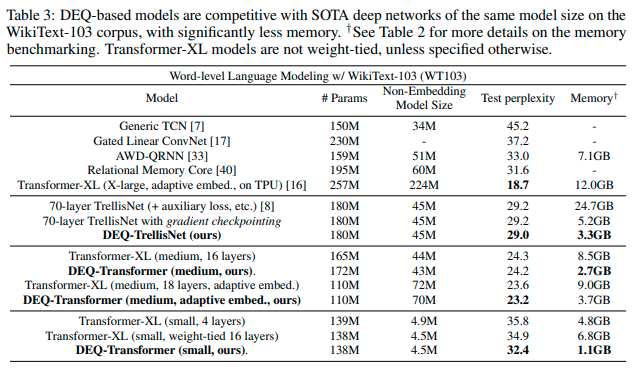 Table 3: DEQ-based models are competitive with SOTA deep networks of the same model size on the
WikiText-103 corpus, with significantly less memory. †See Table 2 for more details on the memory
benchmarking. Transformer-XL models are not weight-tied, unless specified otherwise.
Word-level Language Modeling w/ WikiText-103 (WT103)
Model # Params Non-Embedding Model Size Test perplexity Memory†
Generic TCN [7] 150M 34M 45.2 -
Gated Linear ConvNet [17] 230M - 37.2 -
AWD-QRNN [33] 159M 51M 33.0 7.1GB
Relational Memory Core [40] 195M 60M 31.6 -
Transformer-XL (X-large, adaptive embed., on TPU) [16] 257M 224M 18.7 12.0GB
70-layer TrellisNet (+ auxiliary loss, etc.) [8] 180M 45M 29.2 24.7GB
70-layer TrellisNet with gradient checkpointing 180M 45M 29.2 5.2GB
DEQ-TrellisNet (ours) 180M 45M 29.0 3.3GB
Transformer-XL (medium, 16 layers) 165M 44M 24.3 8.5GB
DEQ-Transformer (medium, ours). 172M 43M 24.2 2.7GB
Transformer-XL (medium, 18 layers, adaptive embed.) 110M 72M 23.6 9.0GB
DEQ-Transformer (medium, adaptive embed., ours) 110M 70M 23.2 3.7GB
Transformer-XL (small, 4 layers) 139M 4.9M 35.8 4.8GB
Transformer-XL (small, weight-tied 16 layers) 138M 4.5M 34.9 6.8GB
DEQ-Transformer (small, ours). 138M 4.5M 32.4 1.1GB